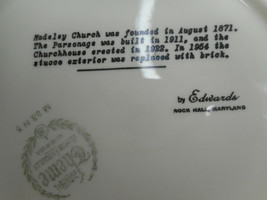 Madeley Church was founded in August 1871.
The Parsonage was built in 1911, and the
Churchhouse erected in 1922. In 1954 the
stucco exterior was replaced with brick.
by Edwards
ROCK HALL, MARYLAND